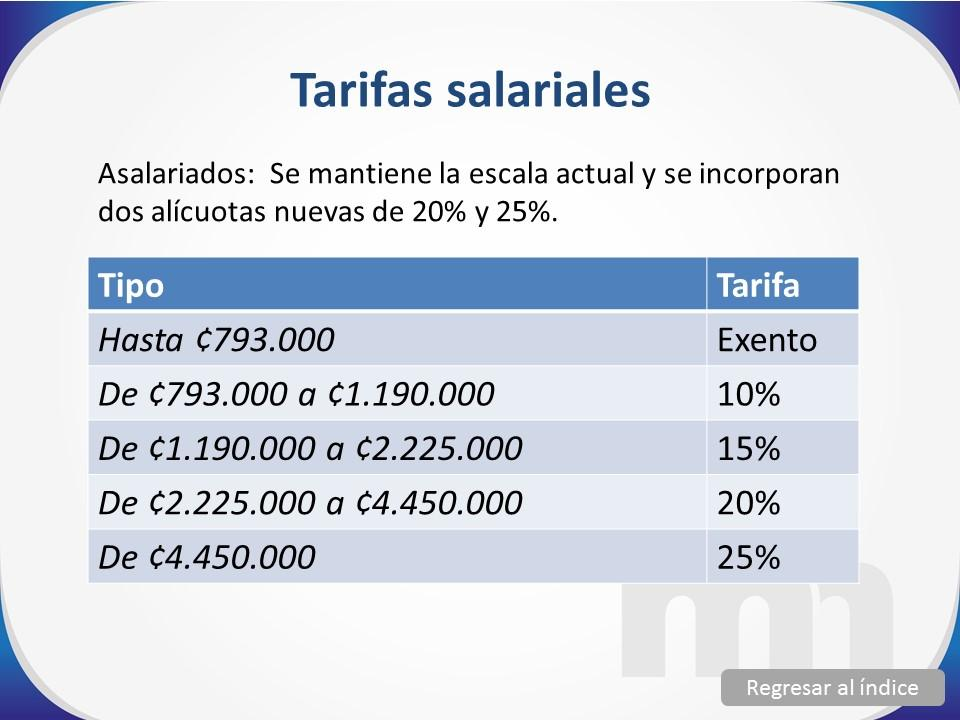 Tarifas salariales
Asalariados: Se mantiene la escala actual y se incorporan
dos alícuotas nuevas de 20% y 25%.
Tipo Tarifa
Hasta ¢793.000 Exento
De ¢793.000 a ¢1.190.000 10%
De ¢1.190.000 a ¢2.225.000 15%
De ¢2.225.000 a ¢4.450.000 20%
De ¢4.450.000 25%
Regresar al índice